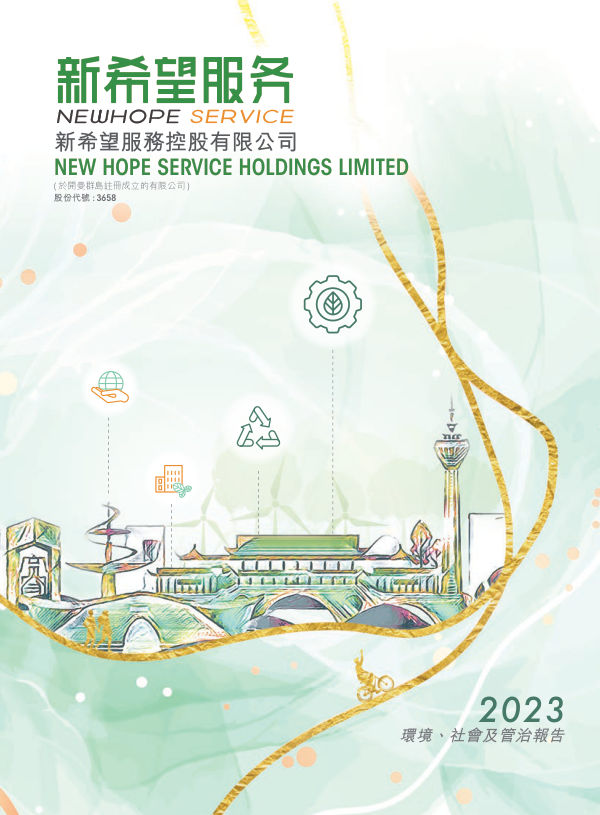 新希望服务
NEWHOPE SERVICE
新希望服務控股有限公司
NEW HOPE SERVICE HOLDINGS LIMITED
(於開曼群島註冊成立的有限公司)
股份代號 : 3658
2023
環境、社會及管治報告